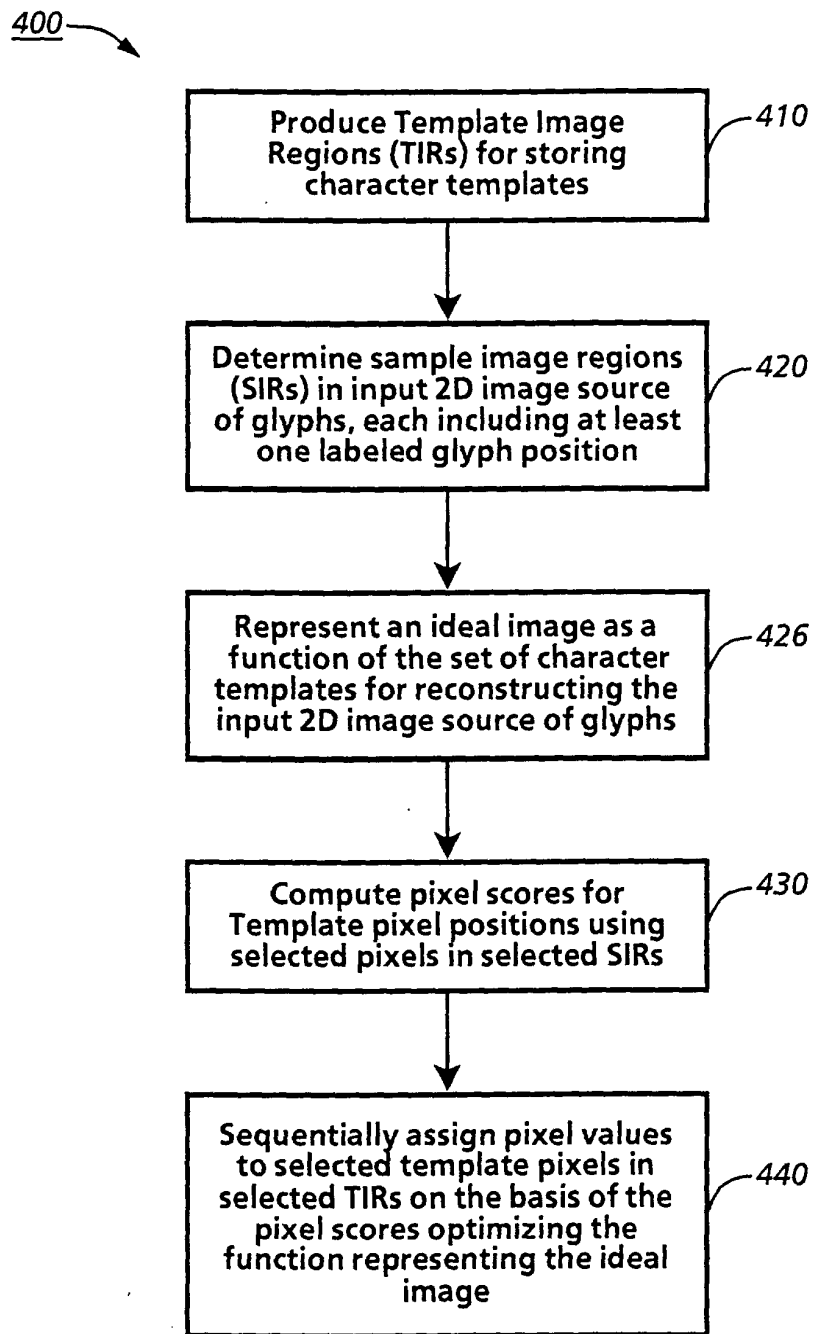 400
Produce Template Image
Regions (TIRs) for storing
character templates
410
Determine sample image regions
(SIRs) in input 2D image source
of glyphs, each including at least
one labeled glyph position
420
Represent an ideal image as a
function of the set of character
templates for reconstructing the
input 2D image source of glyphs
426
Compute pixel scores for
Template pixel positions using
selected pixels in selected SIRs
430
Sequentially assign pixel values
to selected template pixels in
selected TIRs on the basis of the
pixel scores optimizing the
function representing the ideal
image
440